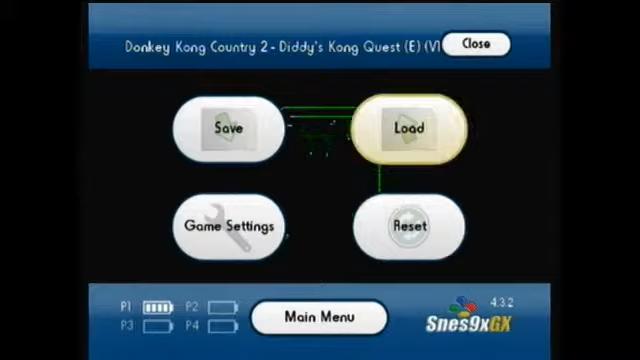 Donkey Kong Country 2 - Diddy's Kong Quest (E) (V1
Close
Save
Load
Game Settings
Reset
P1
P2
P3
P4
Main Menu
4.3.2
Snes9xGX